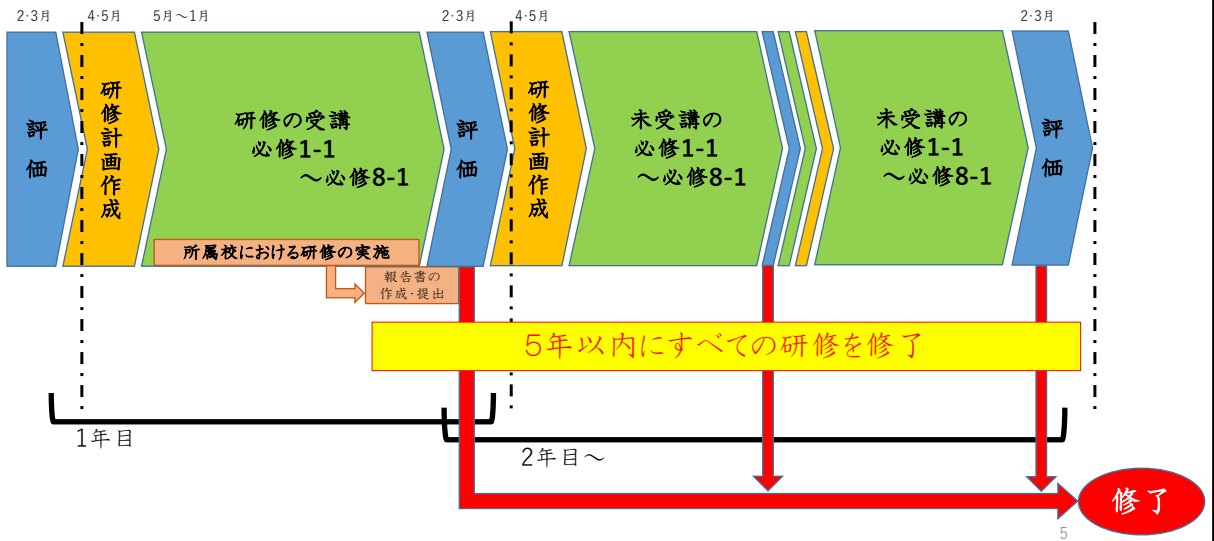 2･3月
4･5月
5月～1月
2･3月
4･5月
2･3月
評価
研修計画作成
研修の受講
必修1-1
～必修8-1
評価
研修計画作成
未受講の
必修1-1
～必修8-1
未受講の
必修1-1
～必修8-1
評価
所属校における研修の実施
報告書の
作成･提出
5年以内にすべての研修を修了
1年目
2年目～
修了
5